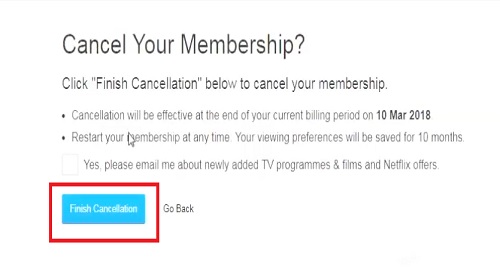 Cancel Your Membership?
Click "Finish Cancellation" below to cancel your membership.
• Cancellation will be effective at the end of your current billing period on 10 Mar 2018
• Restart your membership at any time. Your viewing preferences will be saved for 10 months.
Yes, please email me about newly added TV programmes & films and Netflix offers.
Finish Cancellation Go Back